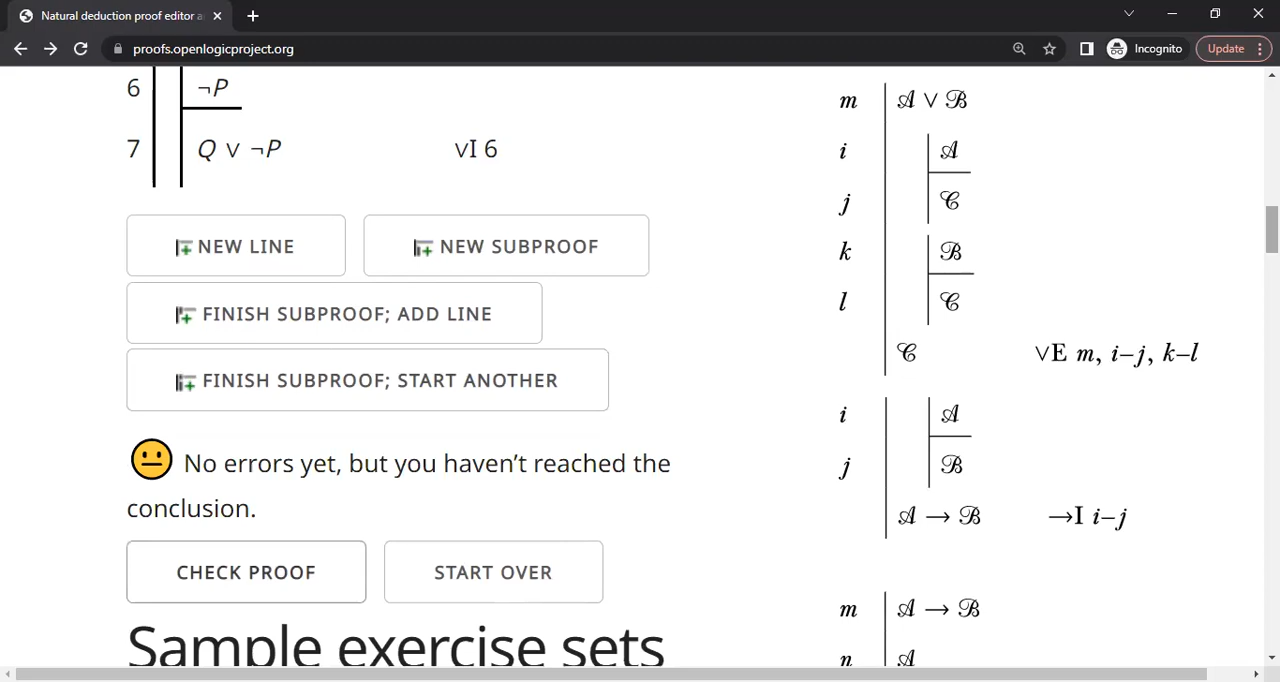 Natural deduction proof editor a
proofs.openlogicproject.org
Incognito
Update
6 ¬P
7 Q ∨ ¬P ∨I 6
NEW LINE
NEW SUBPROOF
FINISH SUBPROOF; ADD LINE
FINISH SUBPROOF; START ANOTHER
No errors yet, but you haven’t reached the
conclusion.
CHECK PROOF
START OVER
Sample exercise sets
m 𝒜 ∨ ℬ
i 𝒜
j 𝒞
k ℬ
l 𝒞
𝒞 ∨E m, i–j, k–l
i 𝒜
j ℬ
𝒜 → ℬ →I i–j
m 𝒜 → ℬ
n 𝒜